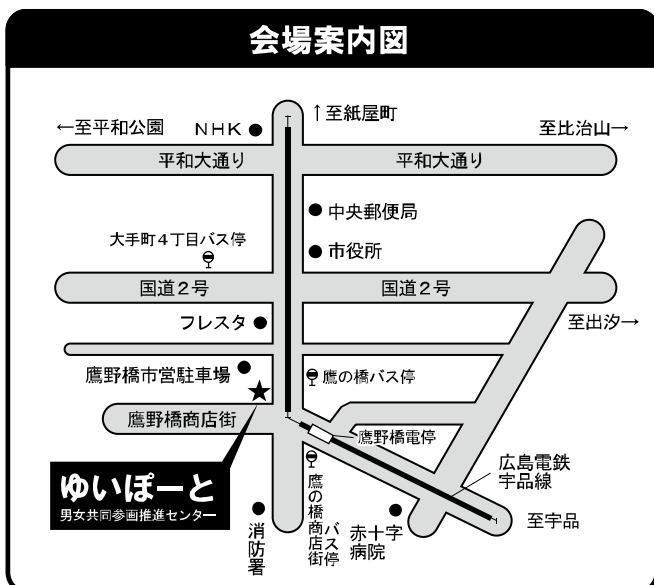 会場案内図
↑至紙屋町
←至平和公園
NHK
至比治山→
平和大通り
平和大通り
中央郵便局
大手町4丁目バス停
市役所
国道2号
国道2号
フレスタ
至出汐→
鷹野橋市営駐車場
鷹の橋バス停
鷹野橋商店街
鷹野橋電停
広島電鉄
宇品線
ゆいぽーと
男女共同参画推進センター
消防署
鷹の橋商店街
バス停
赤十字
病院
至宇品